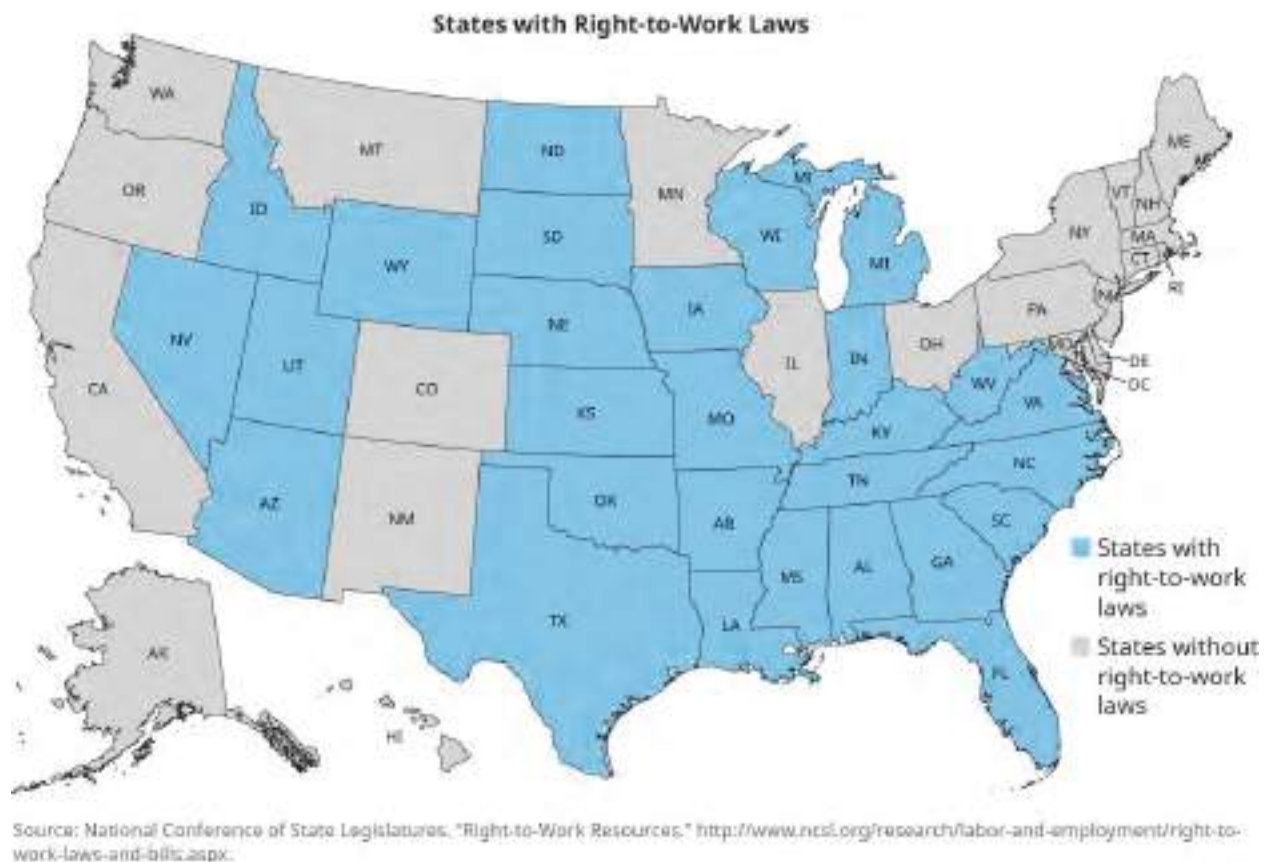 States with Right-to-Work Laws
WA
MT
ND
MN
ME
OR
ID
SD
WI
MI
MI
VT
NH
NY
MA
CT
RI
WY
IA
NE
PA
NJ
NV
UT
CO
IL
IN
OH
MD
DE
DC
CA
KS
MO
WV
VA
KY
AZ
NM
OK
TN
NC
AR
SC
MS
AL
GA
TX
LA
FL
AK
HI
States with
right-to-work
laws
States without
right-to-work
laws
Source: National Conference of State Legislatures. "Right-to-Work Resources." http://www.ncsl.org/research/labor-and-employment/right-to-
work-laws-and-bills.aspx.